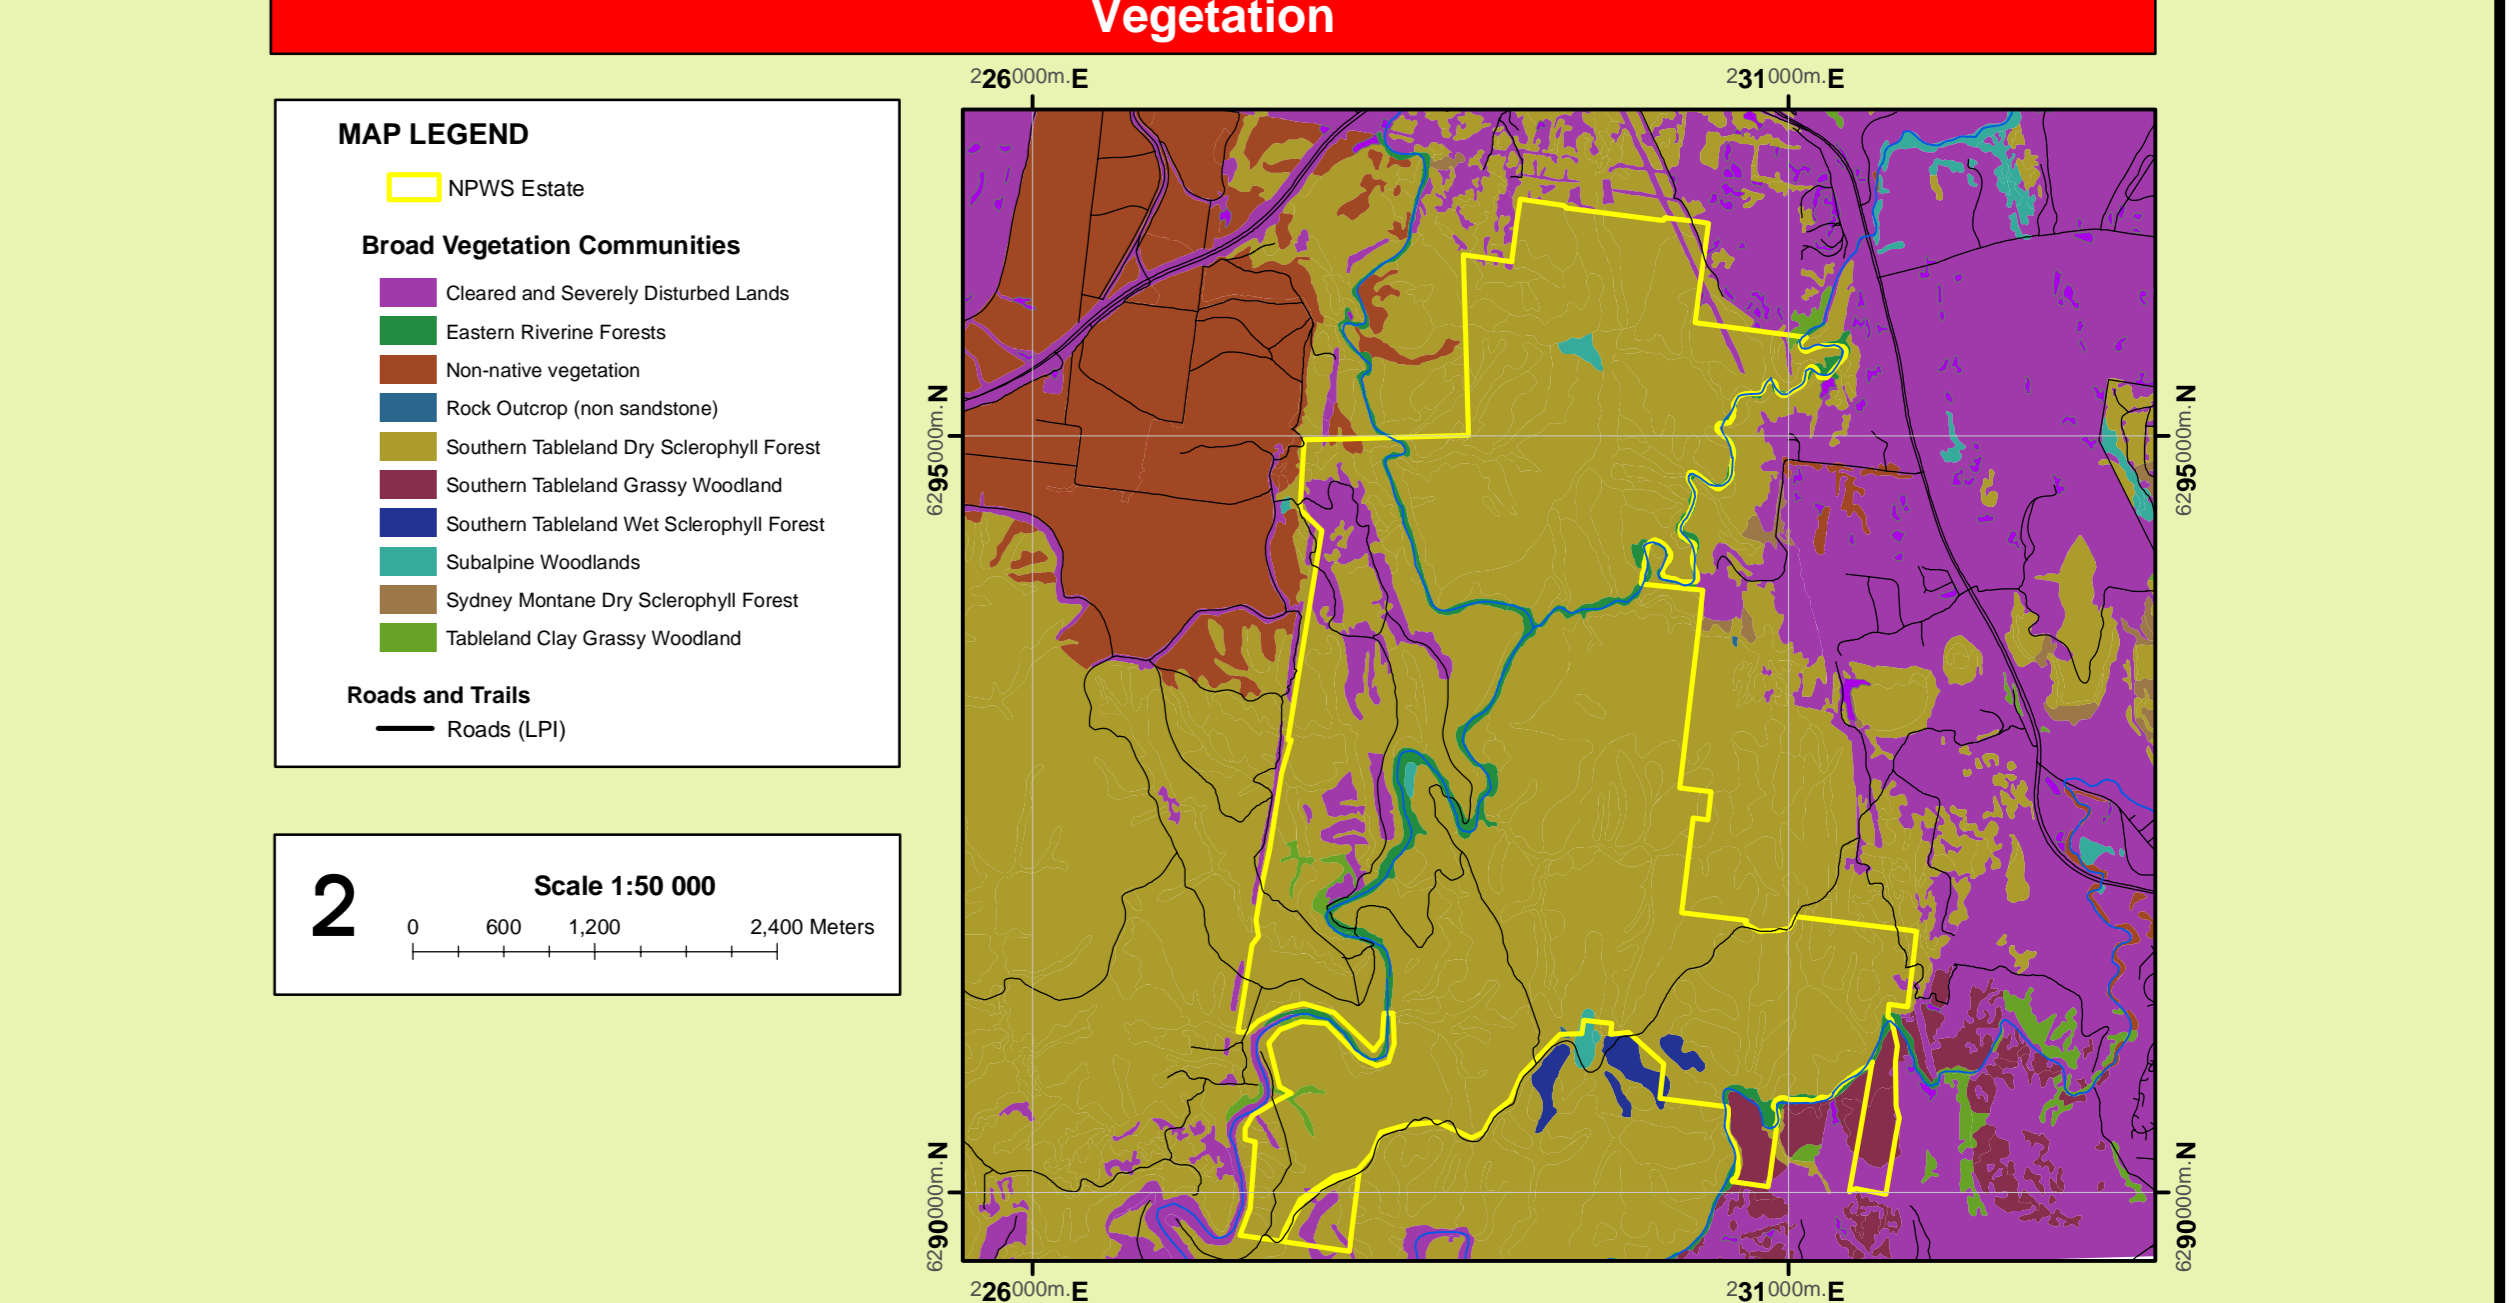 Vegetation
226000m.E 231000m.E
MAP LEGEND
NPWS Estate
Broad Vegetation Communities
Cleared and Severely Disturbed Lands
Eastern Riverine Forests
Non-native vegetation
Rock Outcrop (non sandstone)
Southern Tableland Dry Sclerophyll Forest
Southern Tableland Grassy Woodland
Southern Tableland Wet Sclerophyll Forest
Subalpine Woodlands
Sydney Montane Dry Sclerophyll Forest
Tableland Clay Grassy Woodland
Roads and Trails
Roads (LPI)
2
Scale 1:50 000
0 600 1,200 2,400 Meters
6295000m.N 6295000m.N
6290000m.N 6290000m.N
226000m.E 231000m.E